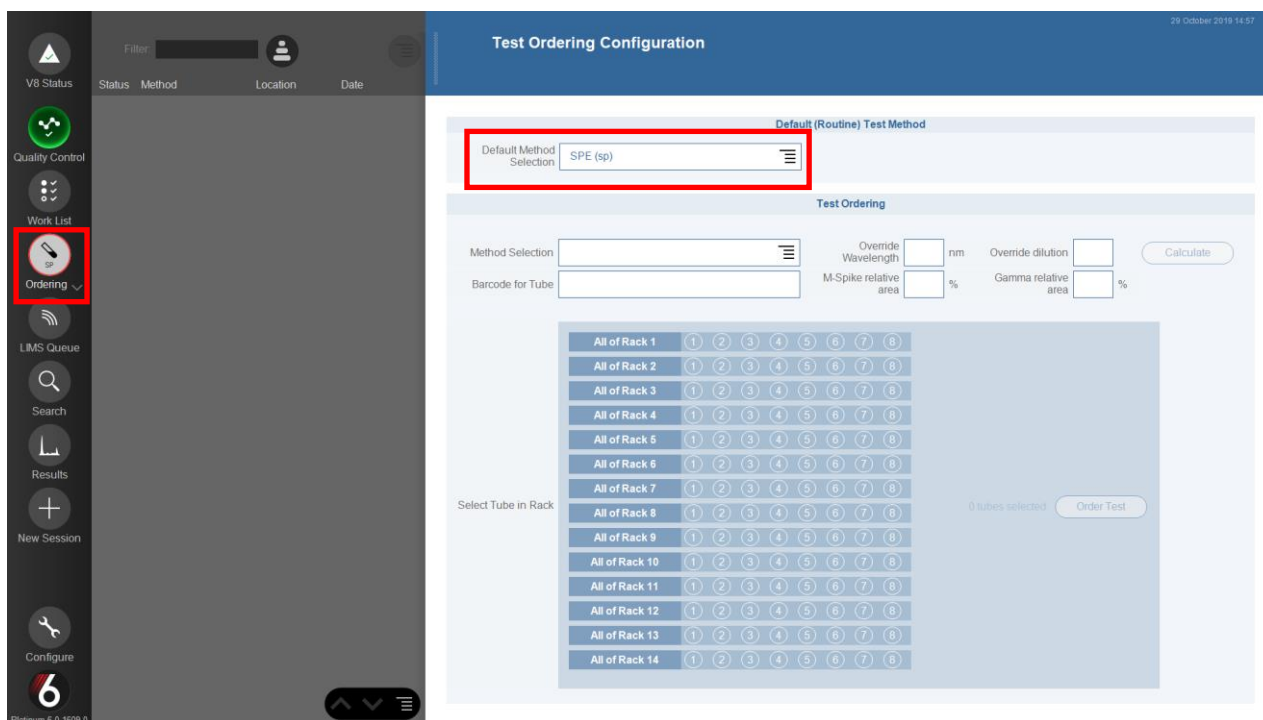 29 October 2019 14:57
Test Ordering Configuration
Filter:
Status Method Location Date
V8 Status
Quality Control
Work List
SP
Ordering
LIMS Queue
Search
Results
New Session
Configure
6
Platinum 6.0.1509.0
Default (Routine) Test Method
Default Method
Selection
SPE (sp)
Test Ordering
Method Selection
Override
Wavelength
nm
Override dilution
Calculate
Barcode for Tube
M-Spike relative
area
%
Gamma relative
area
%
Select Tube in Rack
All of Rack 1 1 2 3 4 5 6 7 8
All of Rack 2 1 2 3 4 5 6 7 8
All of Rack 3 1 2 3 4 5 6 7 8
All of Rack 4 1 2 3 4 5 6 7 8
All of Rack 5 1 2 3 4 5 6 7 8
All of Rack 6 1 2 3 4 5 6 7 8
All of Rack 7 1 2 3 4 5 6 7 8
All of Rack 8 1 2 3 4 5 6 7 8
All of Rack 9 1 2 3 4 5 6 7 8
All of Rack 10 1 2 3 4 5 6 7 8
All of Rack 11 1 2 3 4 5 6 7 8
All of Rack 12 1 2 3 4 5 6 7 8
All of Rack 13 1 2 3 4 5 6 7 8
All of Rack 14 1 2 3 4 5 6 7 8
0 tubes selected
Order Test